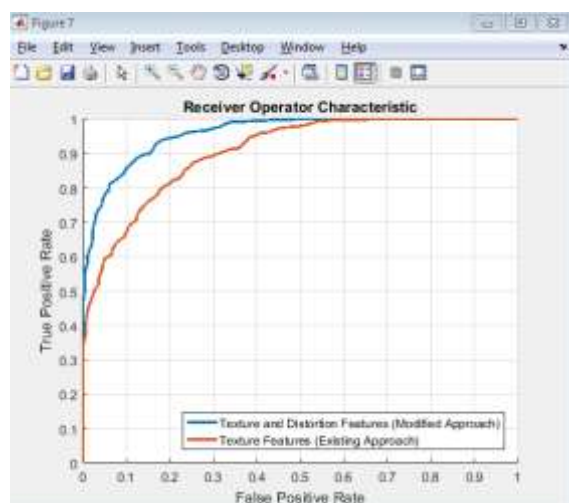 Figure 7
File Edit View Insert Tools Desktop Window Help
Receiver Operator Characteristic
1
0.9
0.8
0.7
0.6
0.5
0.4
0.3
0.2
0.1
0
True Positive Rate
Texture and Distortion Features (Modified Approach)
Texture Features (Existing Approach)
0 0.1 0.2 0.3 0.4 0.5 0.6 0.7 0.8 0.9 1
False Positive Rate